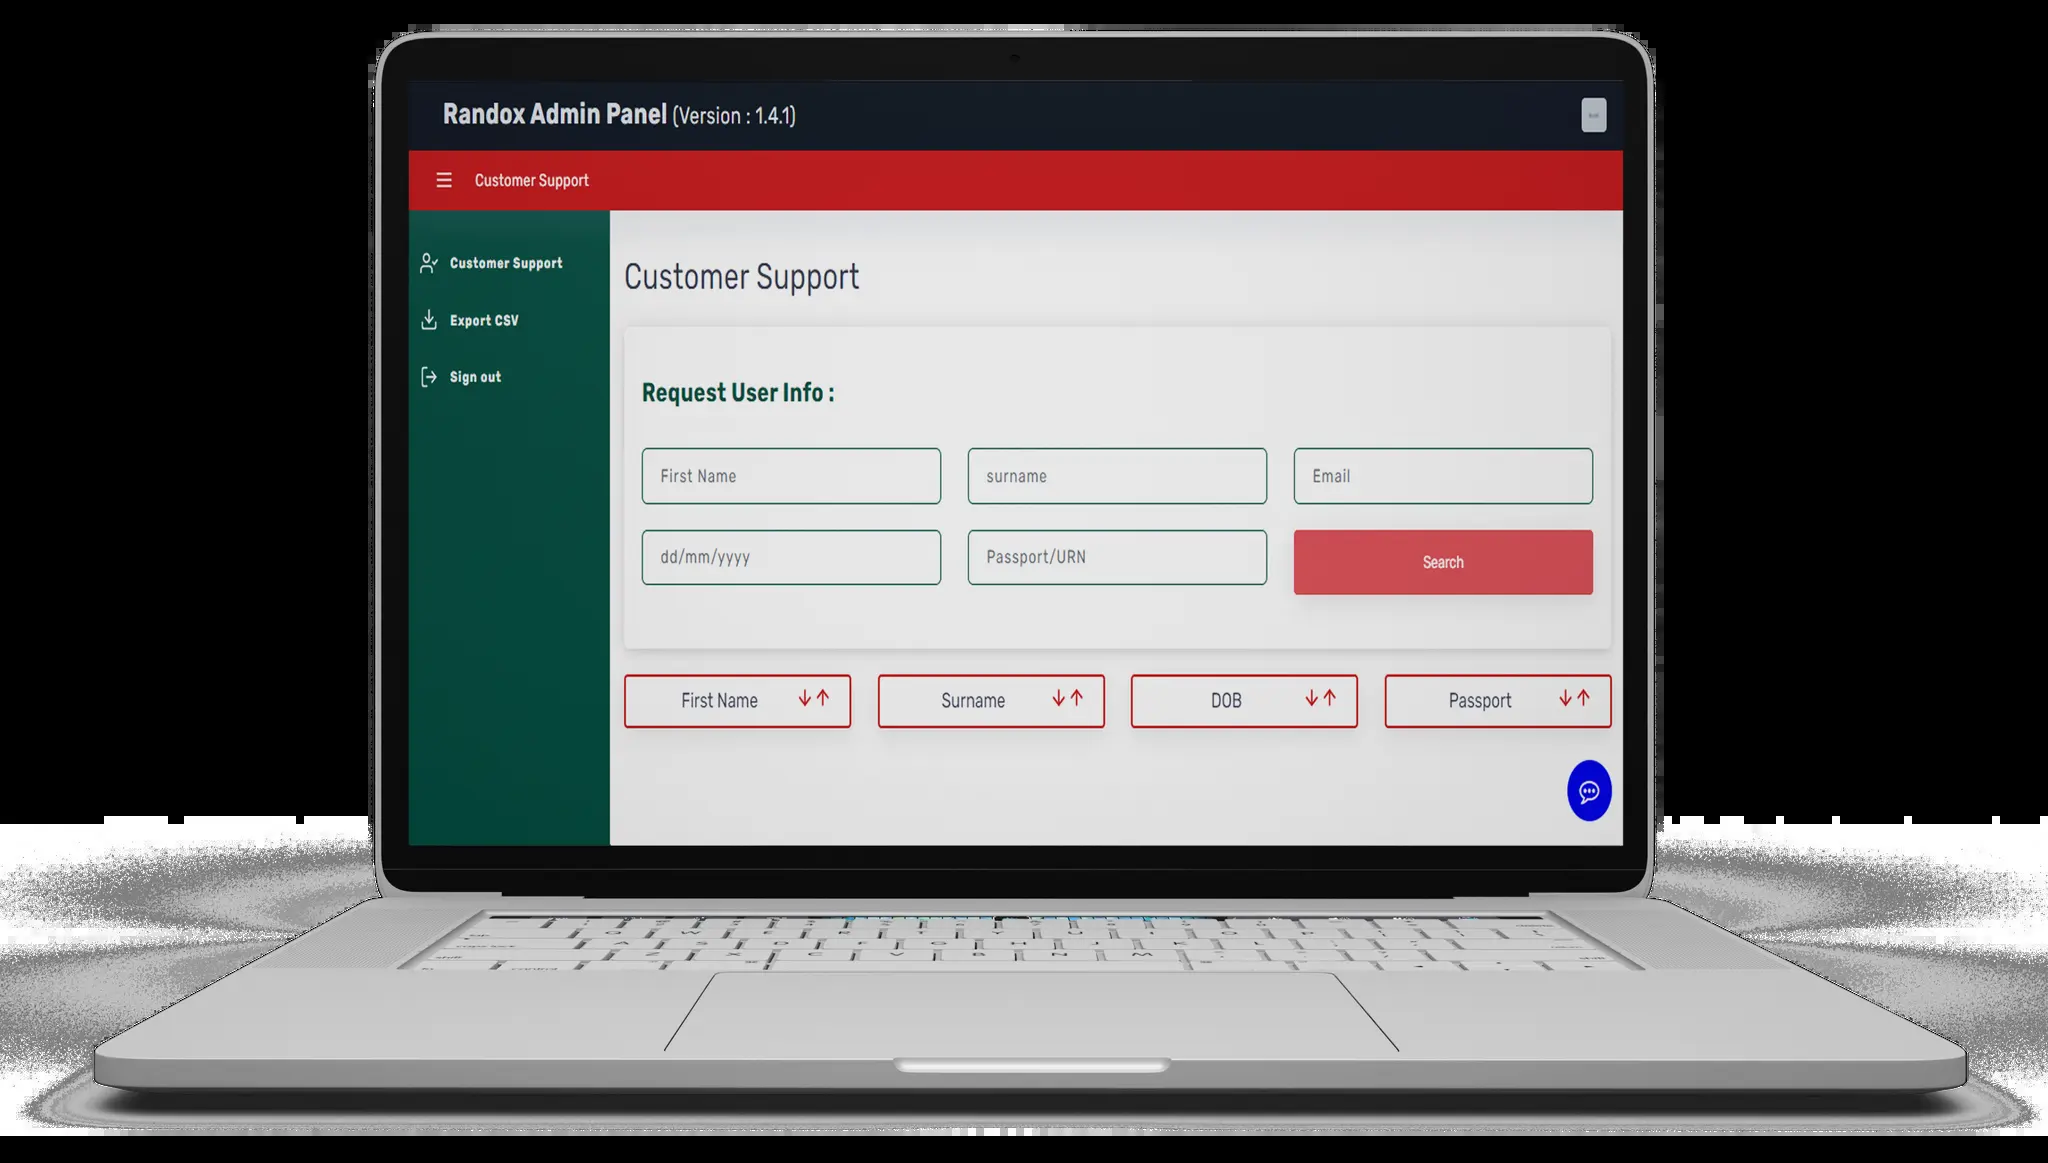 Randox Admin Panel (Version : 1.4.1)
Customer Support
Customer Support
Export CSV
Sign out
Customer Support
Request User Info :
First Name surname Email
dd/mm/yyyy Passport/URN Search
First Name Surname DOB Passport